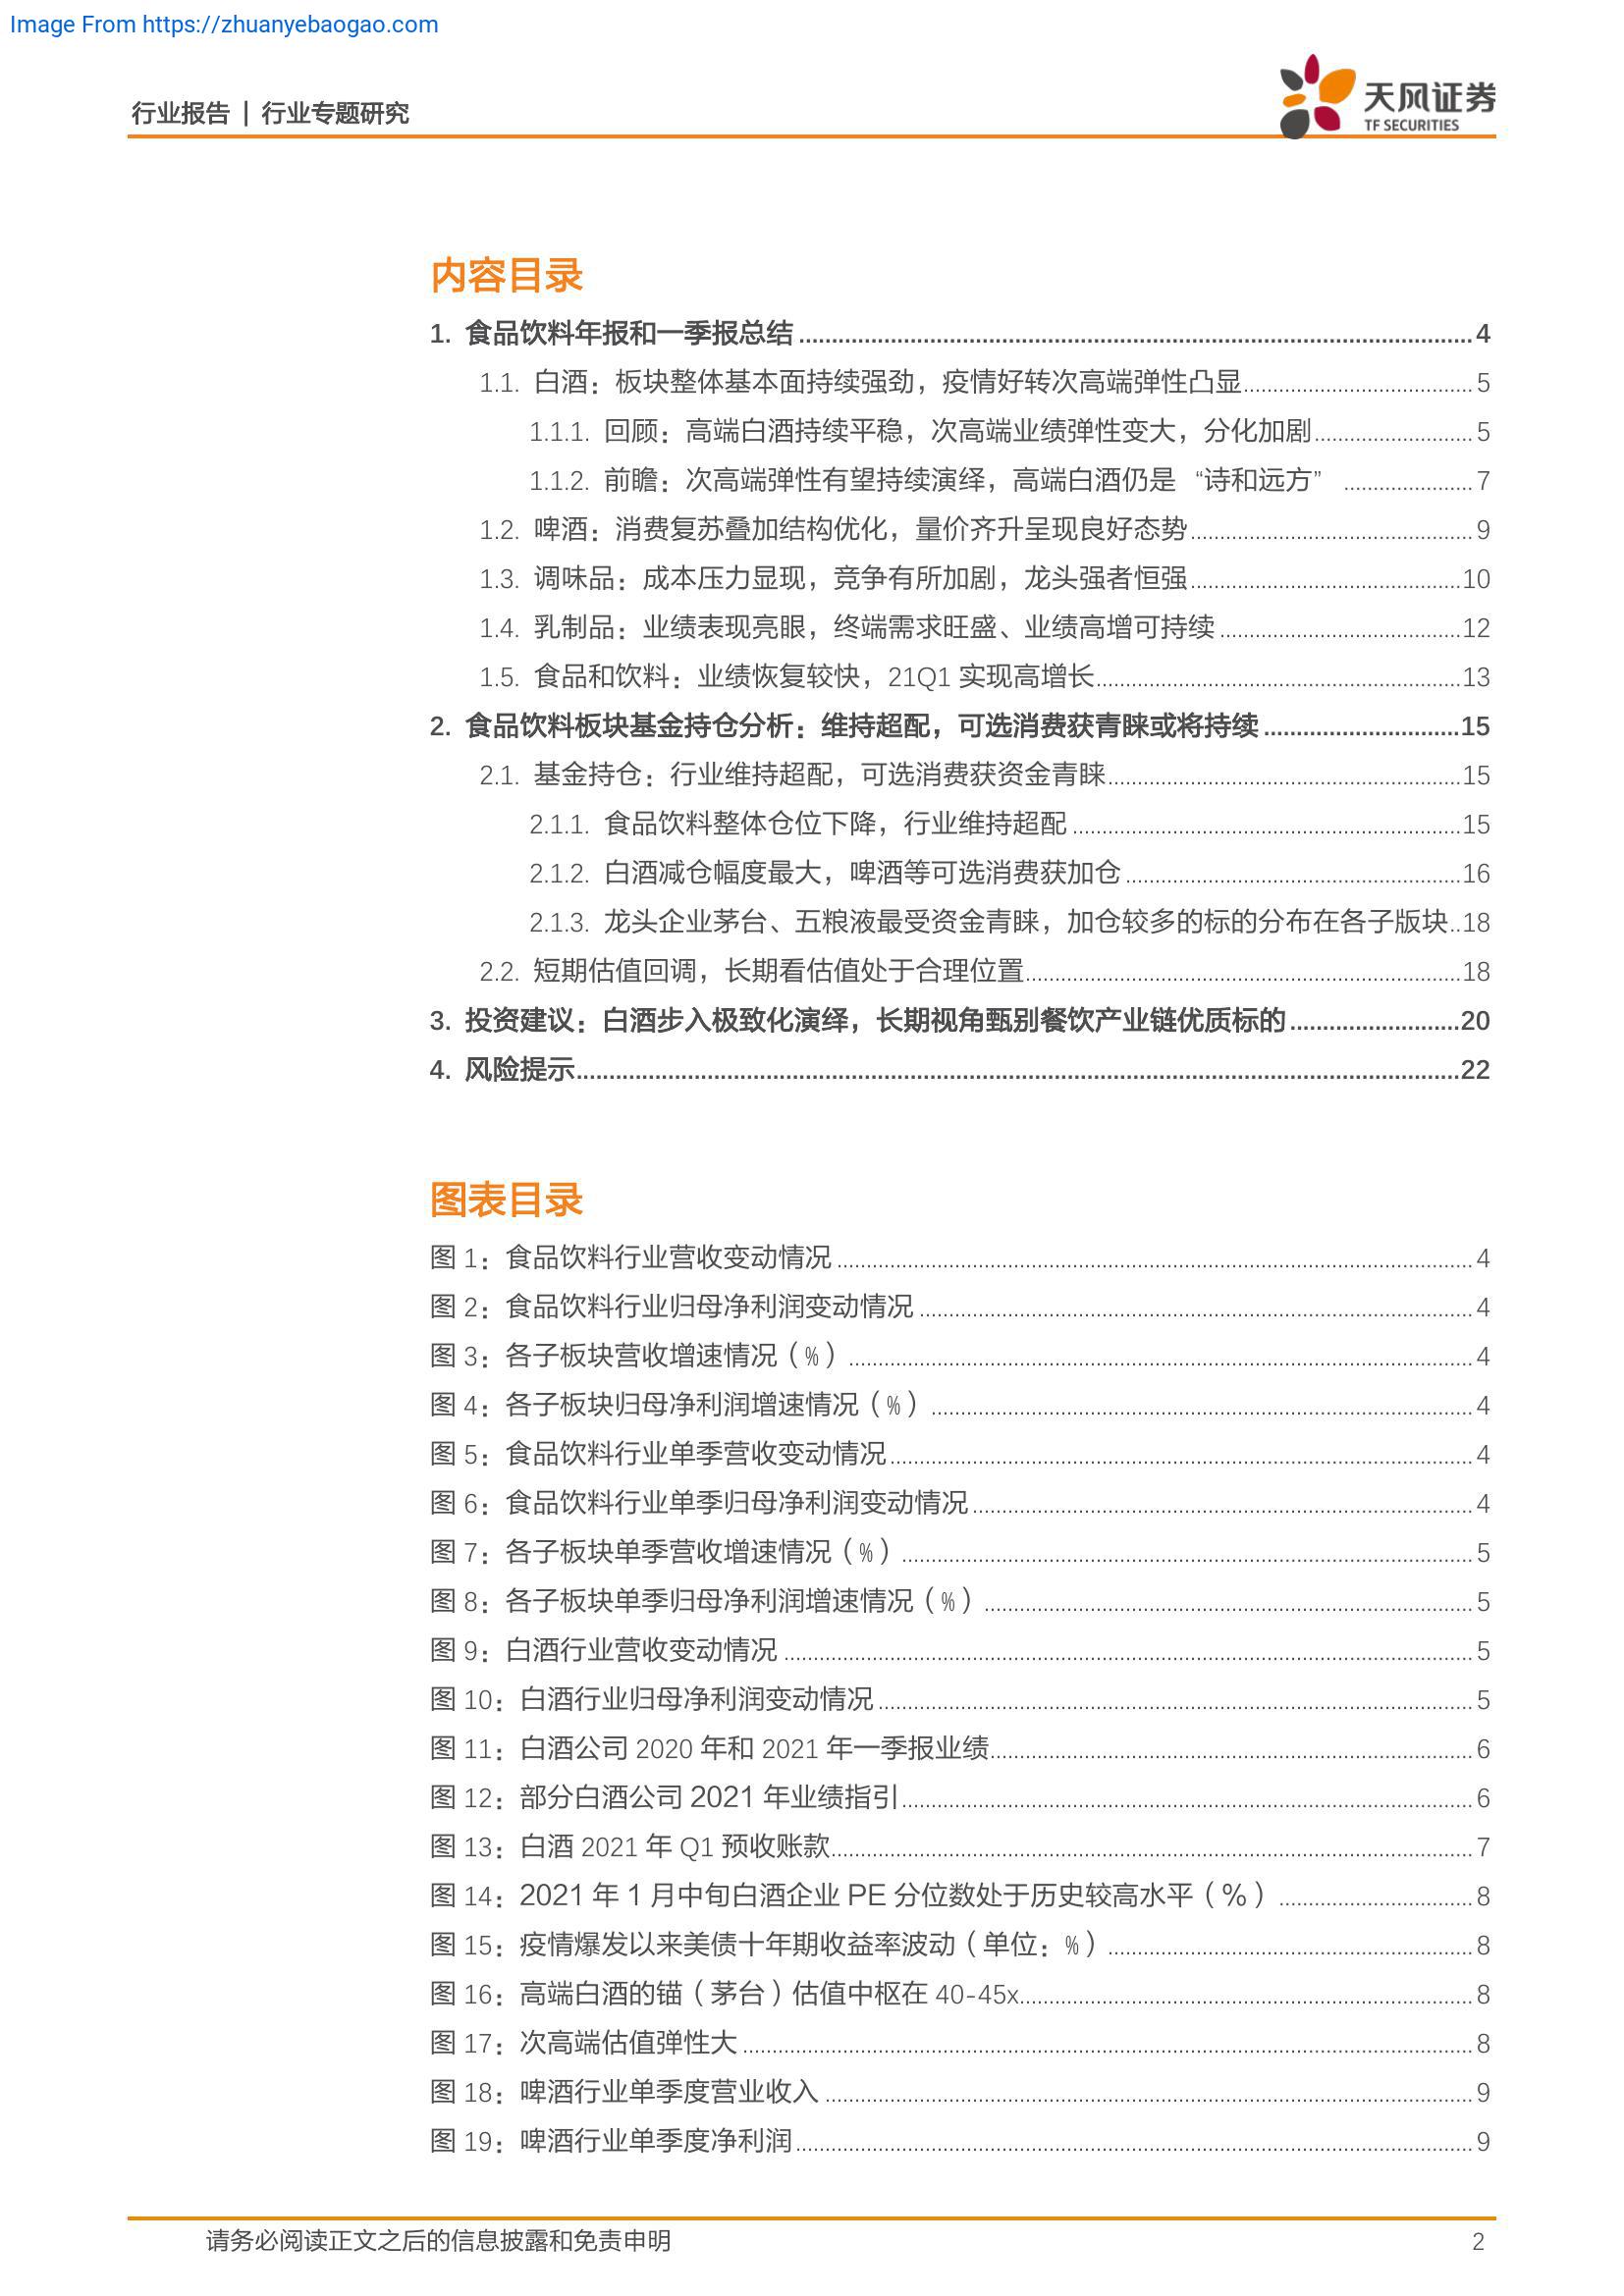 Image From https://zhuanyebaogao.com
行业报告 | 行业专题研究
天风证券
TF SECURITIES
内容目录
1. 食品饮料年报和一季报总结 4
1.1. 白酒：板块整体基本面持续强劲，疫情好转次高端弹性凸显 5
1.1.1. 回顾：高端白酒持续平稳，次高端业绩弹性变大，分化加剧 5
1.1.2. 前瞻：次高端弹性有望持续演绎，高端白酒仍是 “诗和远方” 7
1.2. 啤酒：消费复苏叠加结构优化，量价齐升呈现良好态势 9
1.3. 调味品：成本压力显现，竞争有所加剧，龙头强者恒强 10
1.4. 乳制品：业绩表现亮眼，终端需求旺盛、业绩高增可持续 12
1.5. 食品和饮料：业绩恢复较快，21Q1 实现高增长 13
2. 食品饮料板块基金持仓分析：维持超配，可选消费获青睐或将持续 15
2.1. 基金持仓：行业维持超配，可选消费获资金青睐 15
2.1.1. 食品饮料整体仓位下降，行业维持超配 15
2.1.2. 白酒减仓幅度最大，啤酒等可选消费获加仓 16
2.1.3. 龙头企业茅台、五粮液最受资金青睐，加仓较多的标的分布在各子版块 18
2.2. 短期估值回调，长期看估值处于合理位置 18
3. 投资建议：白酒步入极致化演绎，长期视角甄别餐饮产业链优质标的 20
4. 风险提示 22
图表目录
图 1：食品饮料行业营收变动情况 4
图 2：食品饮料行业归母净利润变动情况 4
图 3：各子板块营收增速情况（%） 4
图 4：各子板块归母净利润增速情况（%） 4
图 5：食品饮料行业单季营收变动情况 4
图 6：食品饮料行业单季归母净利润变动情况 4
图 7：各子板块单季营收增速情况（%） 5
图 8：各子板块单季归母净利润增速情况（%） 5
图 9：白酒行业营收变动情况 5
图 10：白酒行业归母净利润变动情况 5
图 11：白酒公司 2020 年和 2021 年一季报业绩 6
图 12：部分白酒公司 2021 年业绩指引 6
图 13：白酒 2021 年 Q1 预收账款 7
图 14：2021 年 1 月中旬白酒企业 PE 分位数处于历史较高水平（%） 8
图 15：疫情爆发以来美债十年期收益率波动（单位：%） 8
图 16：高端白酒的锚（茅台）估值中枢在 40-45x 8
图 17：次高端估值弹性大 8
图 18：啤酒行业单季度营业收入 9
图 19：啤酒行业单季度净利润 9
请务必阅读正文之后的信息披露和免责申明 2